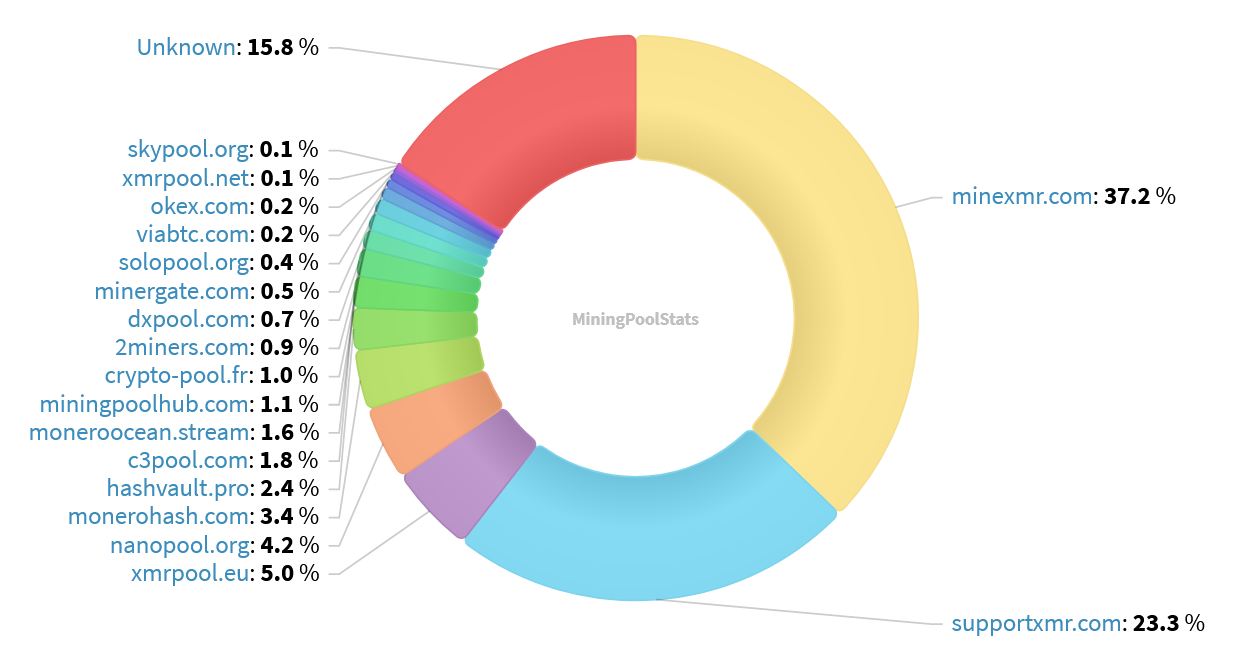 Unknown: 15.8 %
skypool.org: 0.1 %
xmrpool.net: 0.1 %
okex.com: 0.2 %
viabtc.com: 0.2 %
solopool.org: 0.4 %
minergate.com: 0.5 %
dxpool.com: 0.7 %
2miners.com: 0.9 %
crypto-pool.fr: 1.0 %
miningpoolhub.com: 1.1 %
moneroocean.stream: 1.6 %
c3pool.com: 1.8 %
hashvault.pro: 2.4 %
monerohash.com: 3.4 %
nanopool.org: 4.2 %
xmrpool.eu: 5.0 %
MiningPoolStats
minexmr.com: 37.2 %
supportxmr.com: 23.3 %